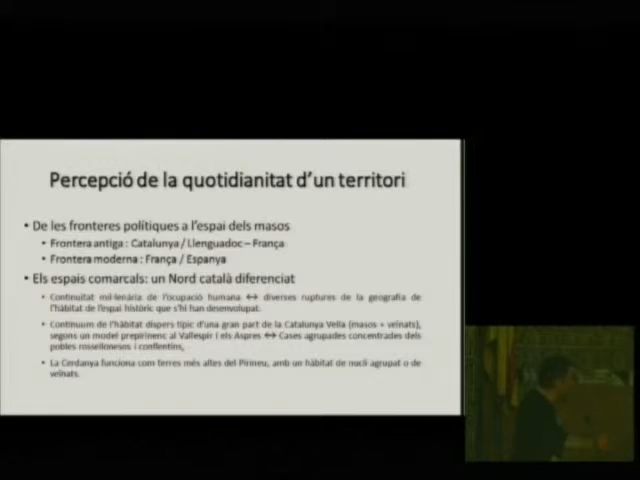 Percepció de la quotidianitat d'un territori
• De les fronteres polítiques a l'espai dels masos
• Frontera antiga : Catalunya / Llenguadoc – França
• Frontera moderna : França / Espanya
• Els espais comarcals: un Nord català diferenciat
• Continuïtat mil·lenària de l'ocupació humana ↔ diverses ruptures de la geografia de
l'hàbitat de l'espai històric que s'hi han desenvolupat.
• Continuum de l'hàbitat dispers típic d'una gran part de la Catalunya Vella (masos + veïnats),
segons un model prepirinenc al Vallespir i els Aspres ↔ Cases agrupades concentrades dels
pobles rossellonesos i conflentins,
• La Cerdanya funciona com terres més altes del Pirineu, amb un hàbitat de nucli agrupat o de
veïnats.